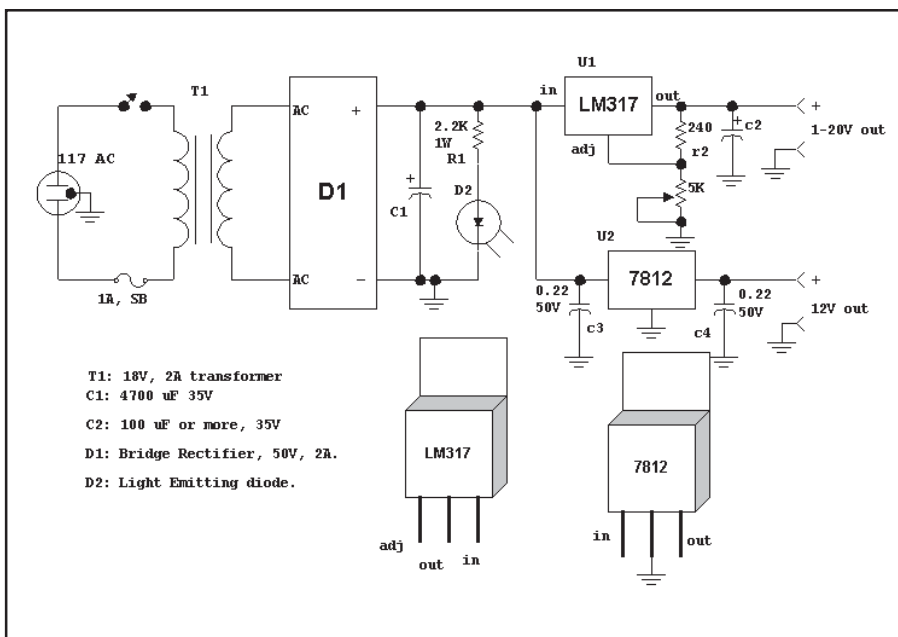 U1
T1
in
LM317
out
+
AC
+
2.2K
1W
R1
240
r2
c2
1-20V out
adj
117 AC
D1
+
C1
D2
5K
U2
AC
−
7812
+
1A, SB
0.22
50V
c3
0.22
50V
c4
12V out
T1: 18V, 2A transformer
C1: 4700 uF 35V
C2: 100 uF or more, 35V
D1: Bridge Rectifier, 50V, 2A.
D2: Light Emitting diode.
LM317
7812
adj
out
in
in
out